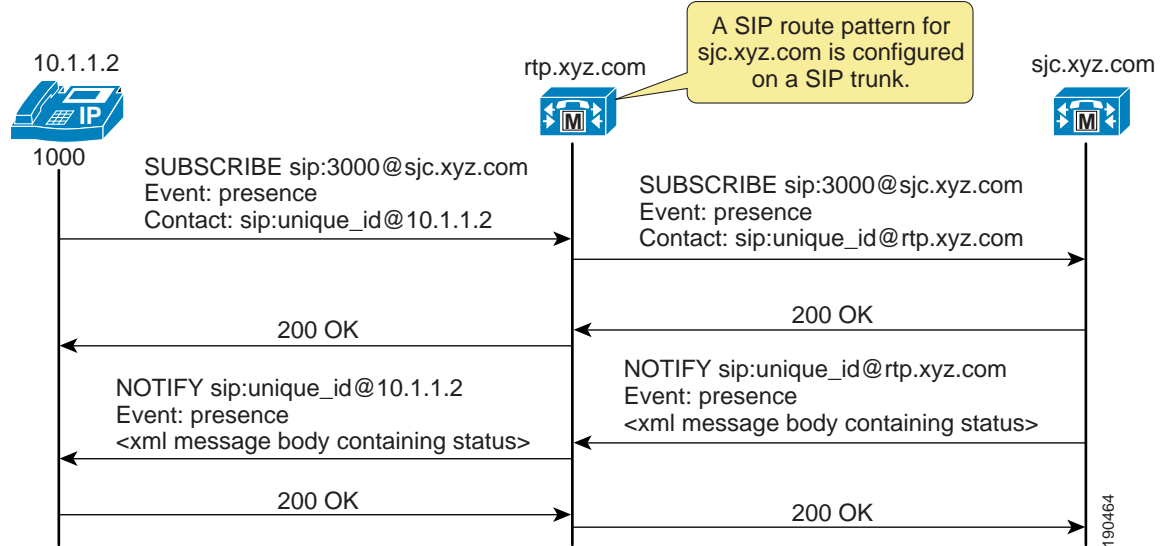 A SIP route pattern for
sjc.xyz.com is configured
on a SIP trunk.
10.1.1.2
rtp.xyz.com
sjc.xyz.com
IP
M
M
1000
SUBSCRIBE sip:3000@sjc.xyz.com
Event: presence
Contact: sip:unique_id@10.1.1.2
SUBSCRIBE sip:3000@sjc.xyz.com
Event: presence
Contact: sip:unique_id@rtp.xyz.com
200 OK
200 OK
NOTIFY sip:unique_id@rtp.xyz.com
Event: presence
<xml message body containing status>
NOTIFY sip:unique_id@10.1.1.2
Event: presence
<xml message body containing status>
200 OK
200 OK
190464